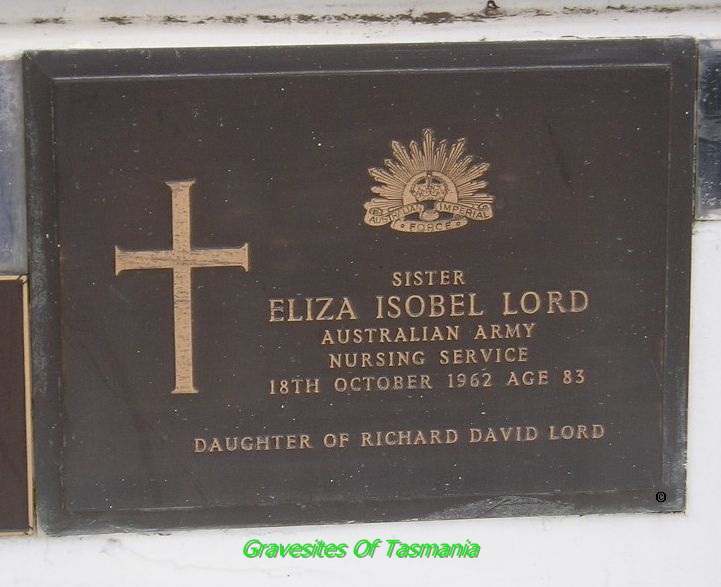 AUSTRALIAN IMPERIAL
FORCE
SISTER
ELIZA ISOBEL LORD
AUSTRALIAN ARMY
NURSING SERVICE
18TH OCTOBER 1962 AGE 83
DAUGHTER OF RICHARD DAVID LORD
©
Gravesites Of Tasmania